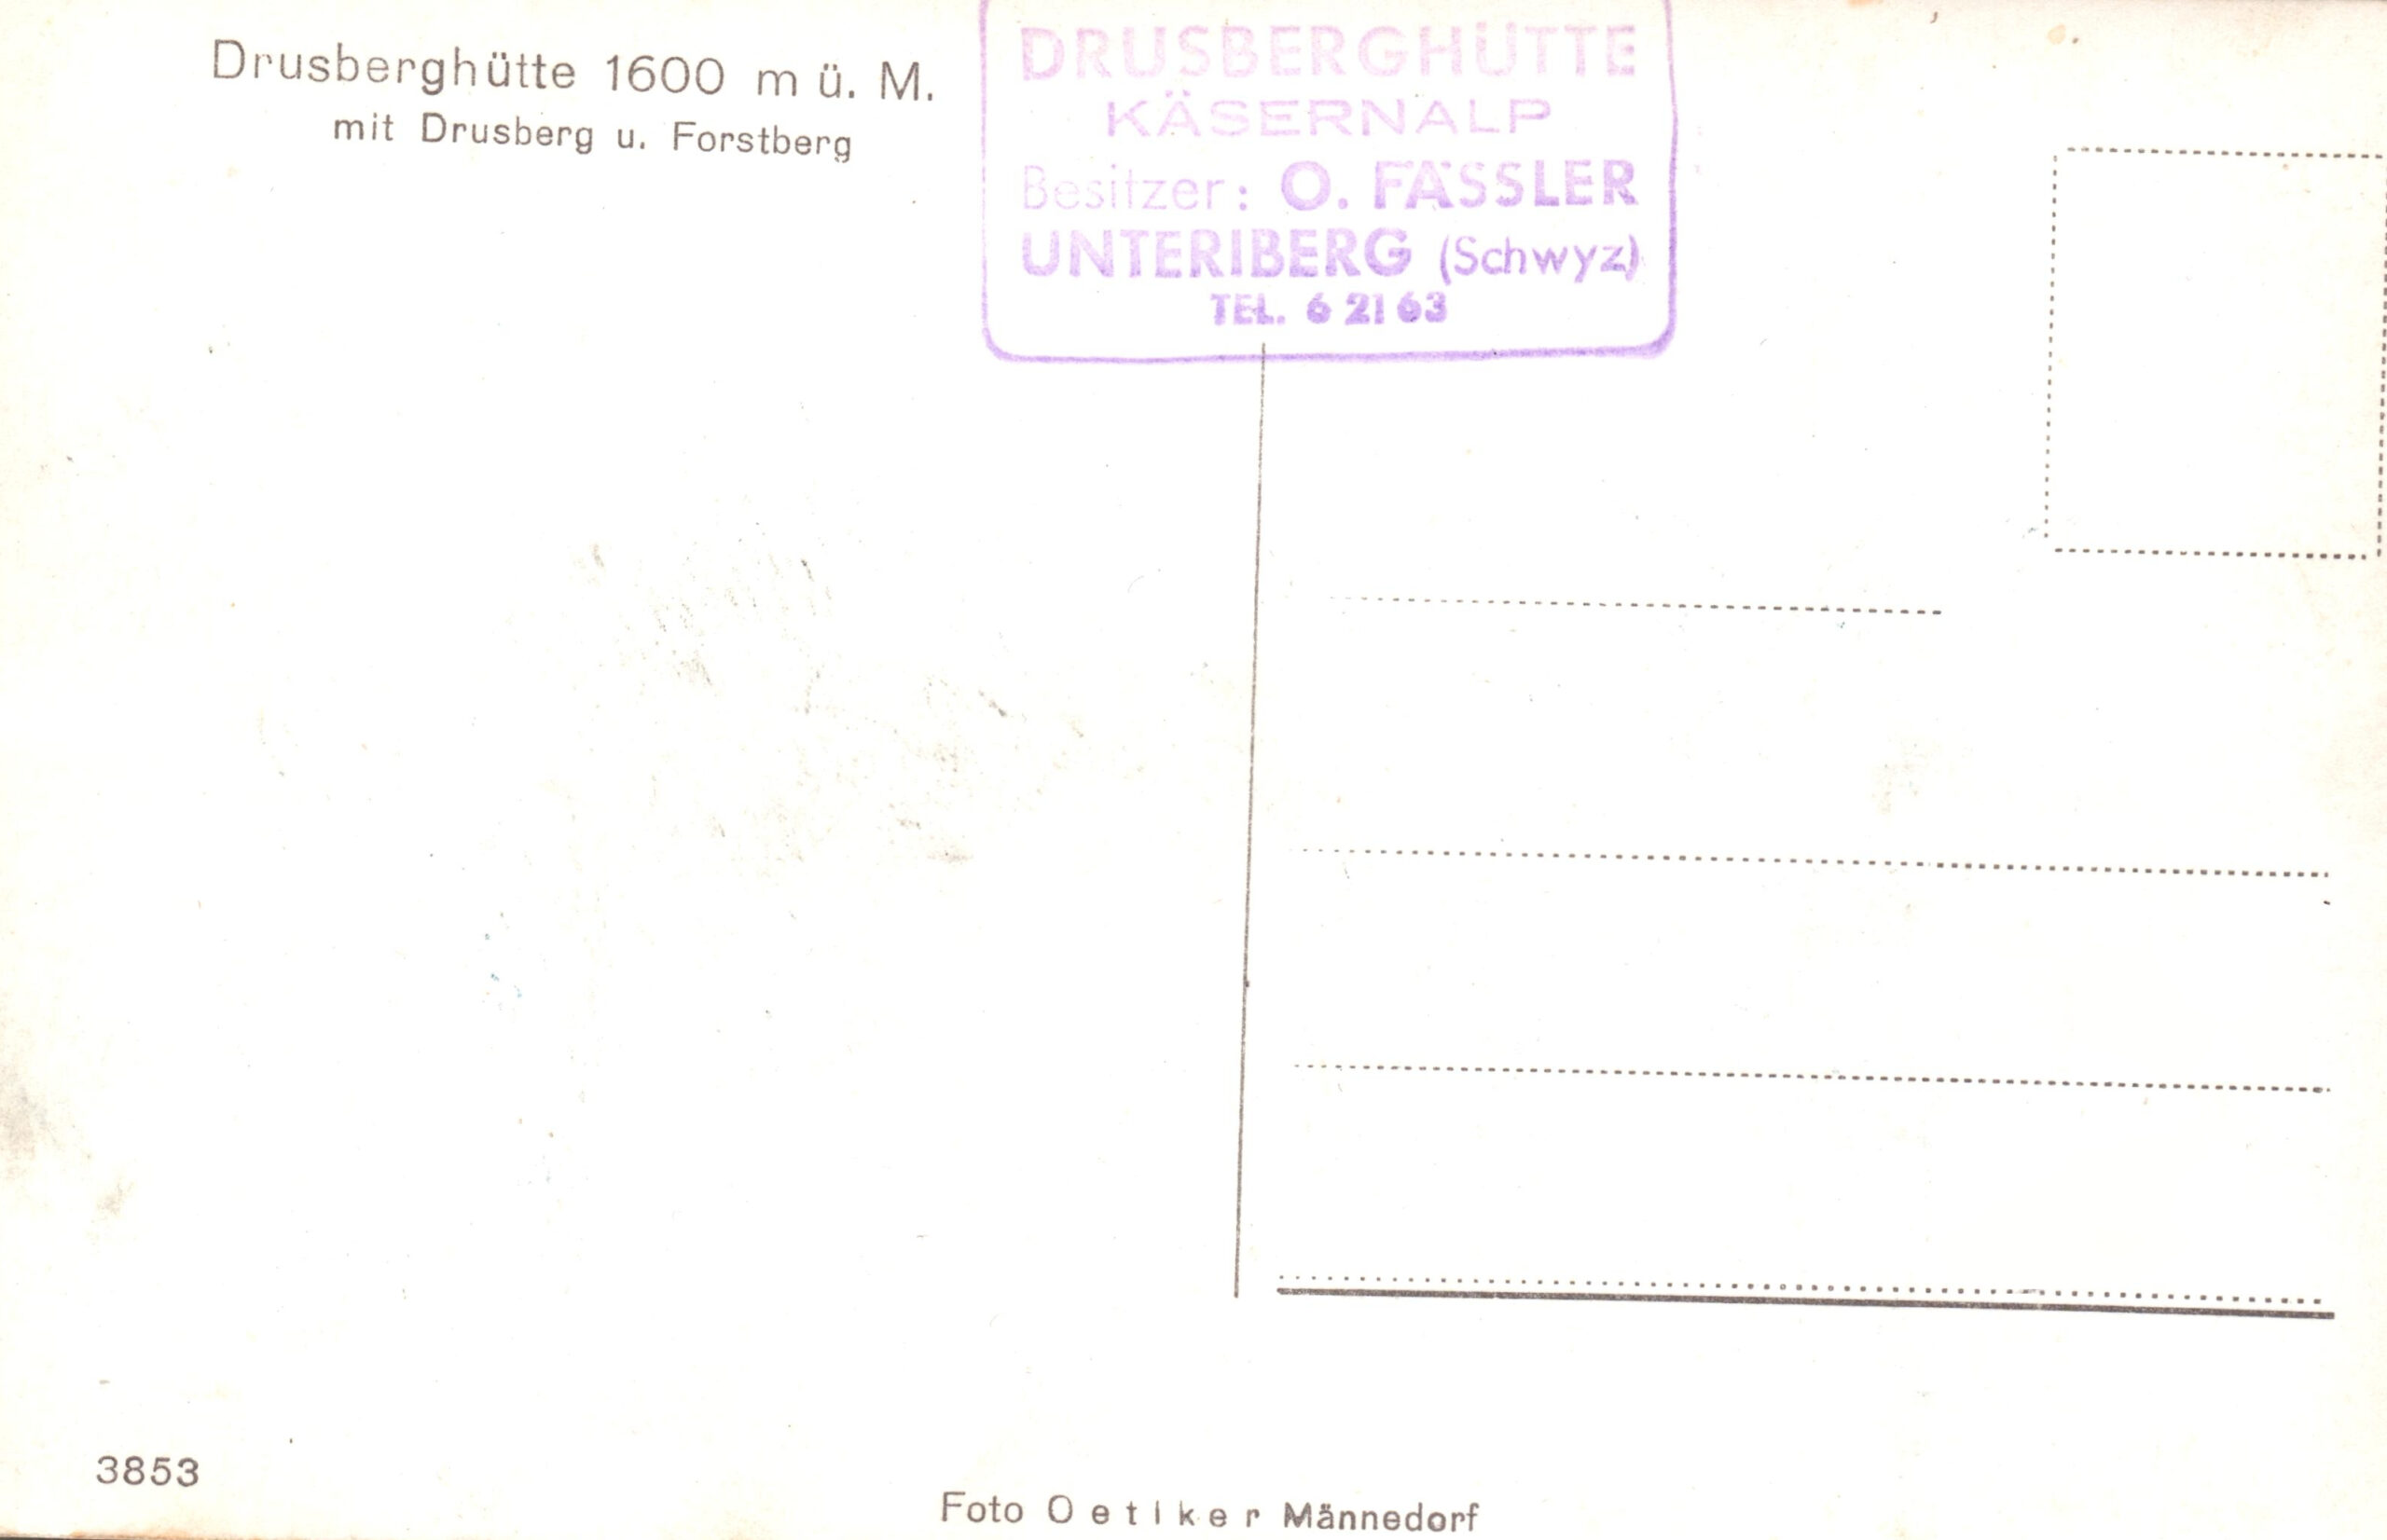 Drusberghütte 1600 m ü. M.
mit Drusberg u. Forstberg
DRUSBERGHÜTTE
KÄSERNALP
Besitzer: O. FÄSSLER
UNTERIBERG (Schwyz)
TEL. 6 21 63
3853
Foto Oetiker Männedorf